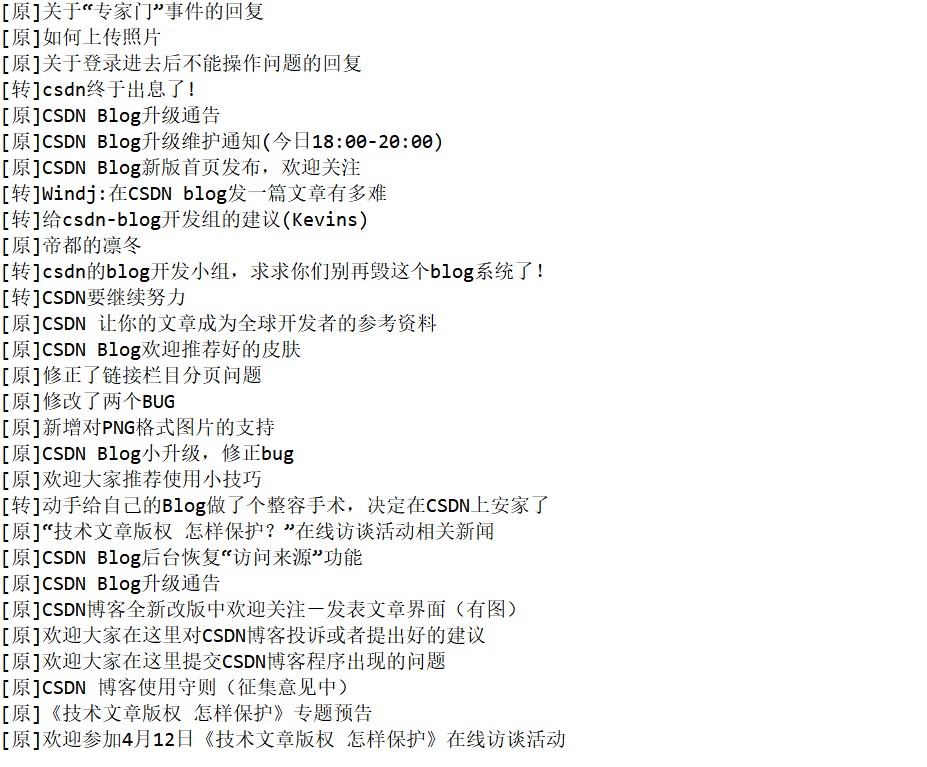 [原]关于“专家门”事件的回复
[原]如何上传照片
[原]关于登录进去后不能操作问题的回复
[转]csdn终于出息了!
[原]CSDN Blog升级通告
[原]CSDN Blog升级维护通知(今日18:00-20:00)
[原]CSDN Blog新版首页发布，欢迎关注
[转]Windj:在CSDN blog发一篇文章有多难
[转]给csdn-blog开发组的建议(Kevins)
[原]帝都的凛冬
[转]csdn的blog开发小组，求求你们别再毁这个blog系统了!
[转]CSDN要继续努力
[原]CSDN 让你的文章成为全球开发者的参考资料
[原]CSDN Blog欢迎推荐好的皮肤
[原]修正了链接栏目分页问题
[原]修改了两个BUG
[原]新增对PNG格式图片的支持
[原]CSDN Blog小升级，修正bug
[原]欢迎大家推荐使用小技巧
[转]动手给自己的Blog做了个整容手术，决定在CSDN上安家了
[原]“技术文章版权 怎样保护？”在线访谈活动相关新闻
[原]CSDN Blog后台恢复“访问来源”功能
[原]CSDN Blog升级通告
[原]CSDN博客全新改版中欢迎关注－发表文章界面（有图）
[原]欢迎大家在这里对CSDN博客投诉或者提出好的建议
[原]欢迎大家在这里提交CSDN博客程序出现的问题
[原]CSDN 博客使用守则（征集意见中）
[原]《技术文章版权 怎样保护》专题预告
[原]欢迎参加4月12日《技术文章版权 怎样保护》在线访谈活动